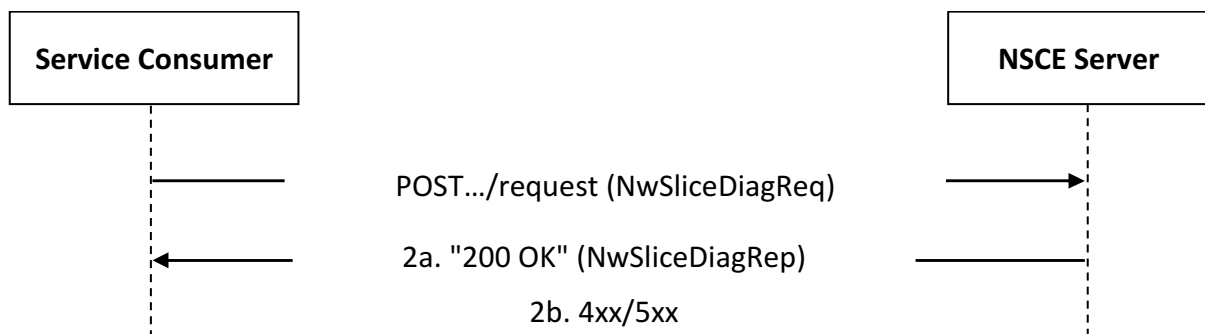 Service Consumer
NSCE Server
POST…/request (NwSliceDiagReq)
2a. "200 OK" (NwSliceDiagRep)
2b. 4xx/5xx